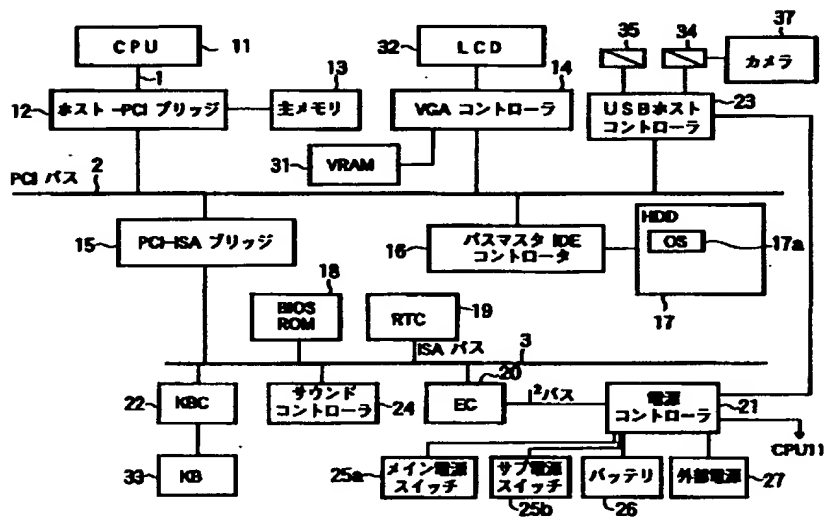 CPU
11
32
LCD
35
34
37
カメラ
1
12
ホスト-PCI ブリッジ
13
主メモリ
14
VGA コントローラ
USBホスト
コントローラ
23
31
VRAM
PCI バス
2
15
PCI-ISA ブリッジ
16
バスマスタ IDE
コントロータ
HDD
OS
17a
17
18
BIOS
ROM
RTC
19
ISA バス
3
22
KBC
サウンド
コントローラ
24
20
EC
I²バス
電源
コントローラ
21
CPU11
33
KB
25a
メイン電源
スイッチ
サブ電源
スイッチ
25b
バッテリ
26
外部電源
27